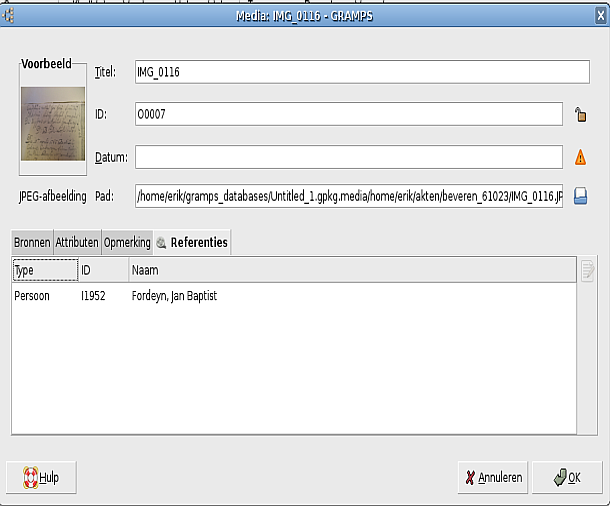 Media: IMG_0116 - GRAMPS
Voorbeeld
Titel: IMG_0116
ID: O0007
Datum:
JPEG-afbeelding Pad: /home/erik/gramps_databases/Untitled_1.gpkg.media/home/erik/akten/beveren_61023/IMG_0116.JP
Bronnen Attributen Opmerking Referenties
Type ID Naam
Persoon I1952 Fordeyn, Jan Baptist
Hulp Annuleren OK